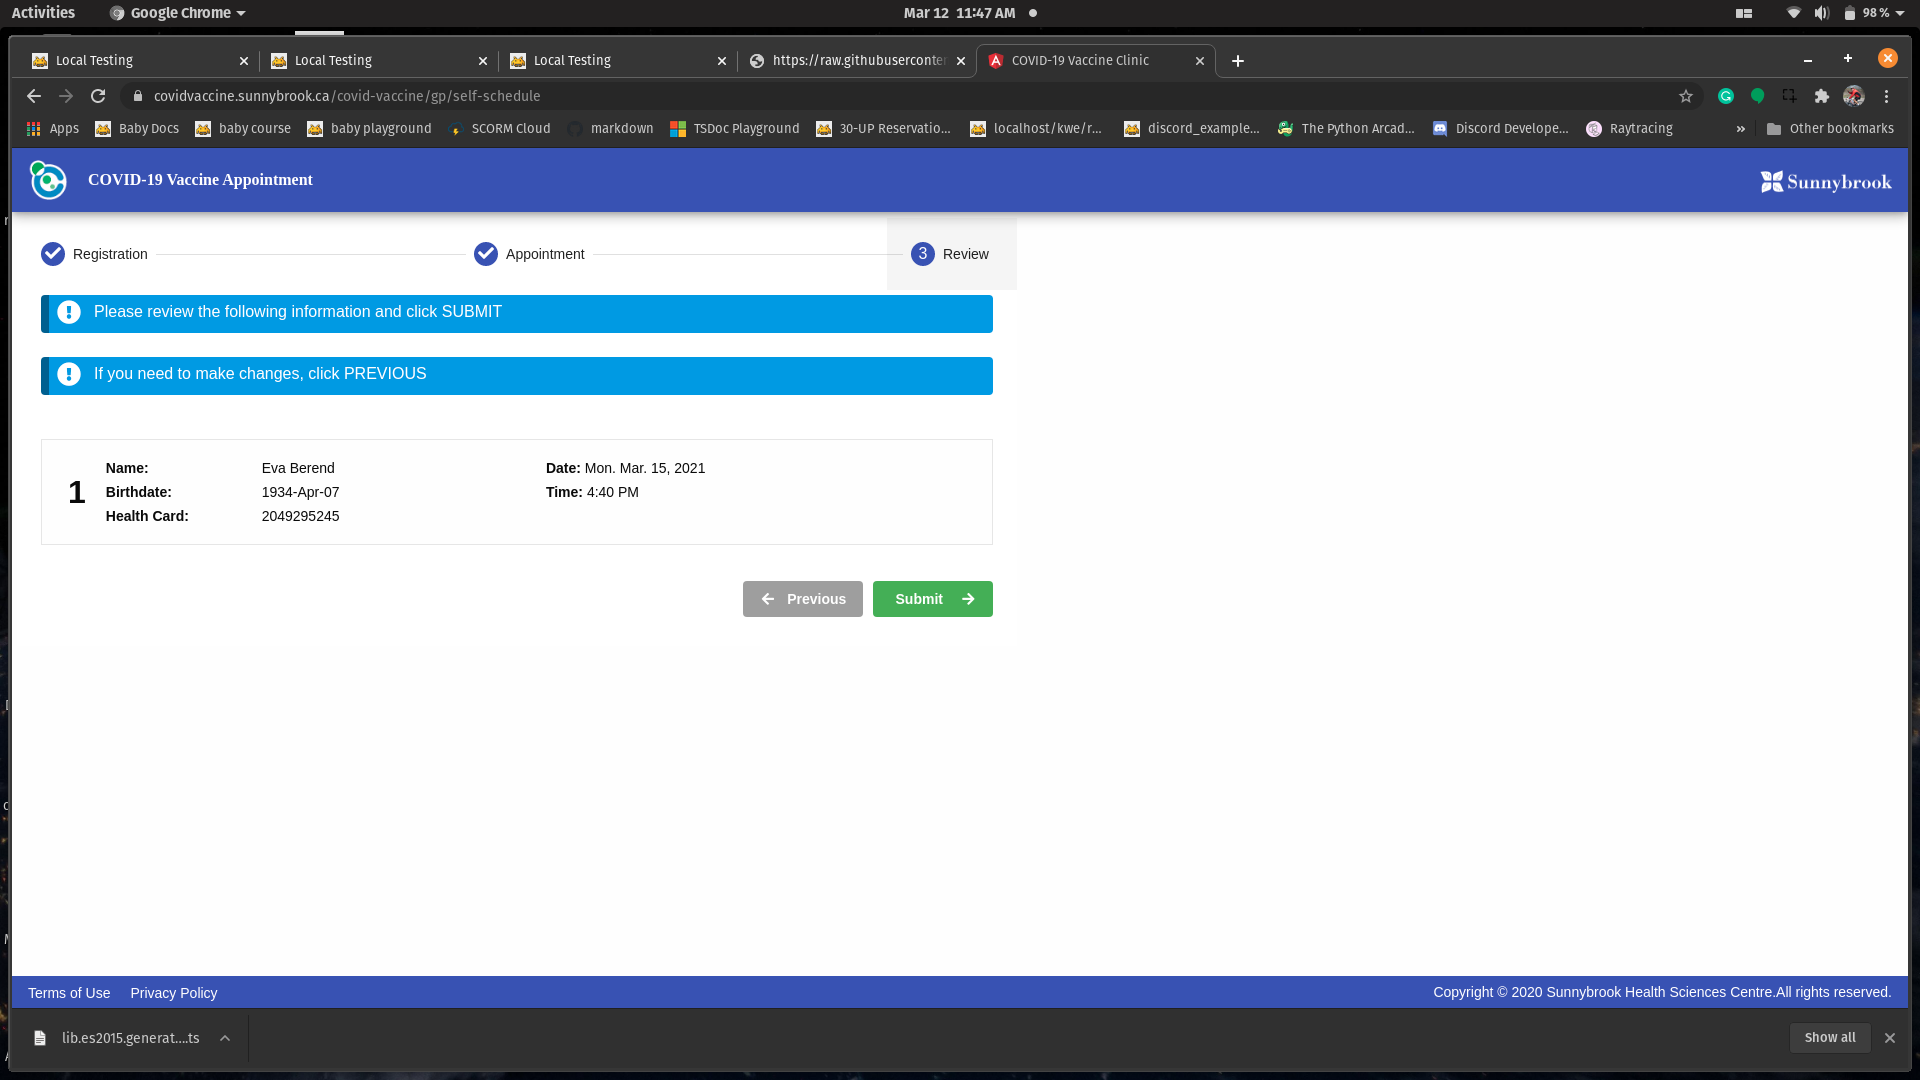 Activities Google Chrome Mar 12 11:47 AM 98 %
Local Testing Local Testing Local Testing https://raw.githubuserconte COVID-19 Vaccine Clinic
covidvaccine.sunnybrook.ca/covid-vaccine/gp/self-schedule
Apps Baby Docs baby course baby playground SCORM Cloud markdown TSDoc Playground 30-UP Reservatio... localhost/kwe/r... discord_example... The Python Arcad... Discord Develope... Raytracing » Other bookmarks
COVID-19 Vaccine Appointment Sunnybrook
Registration Appointment 3 Review
Please review the following information and click SUBMIT
If you need to make changes, click PREVIOUS
1
Name: Eva Berend Date: Mon. Mar. 15, 2021
Birthdate: 1934-Apr-07 Time: 4:40 PM
Health Card: 2049295245
Previous Submit
Terms of Use Privacy Policy Copyright © 2020 Sunnybrook Health Sciences Centre.All rights reserved.
lib.es2015.generat....ts Show all